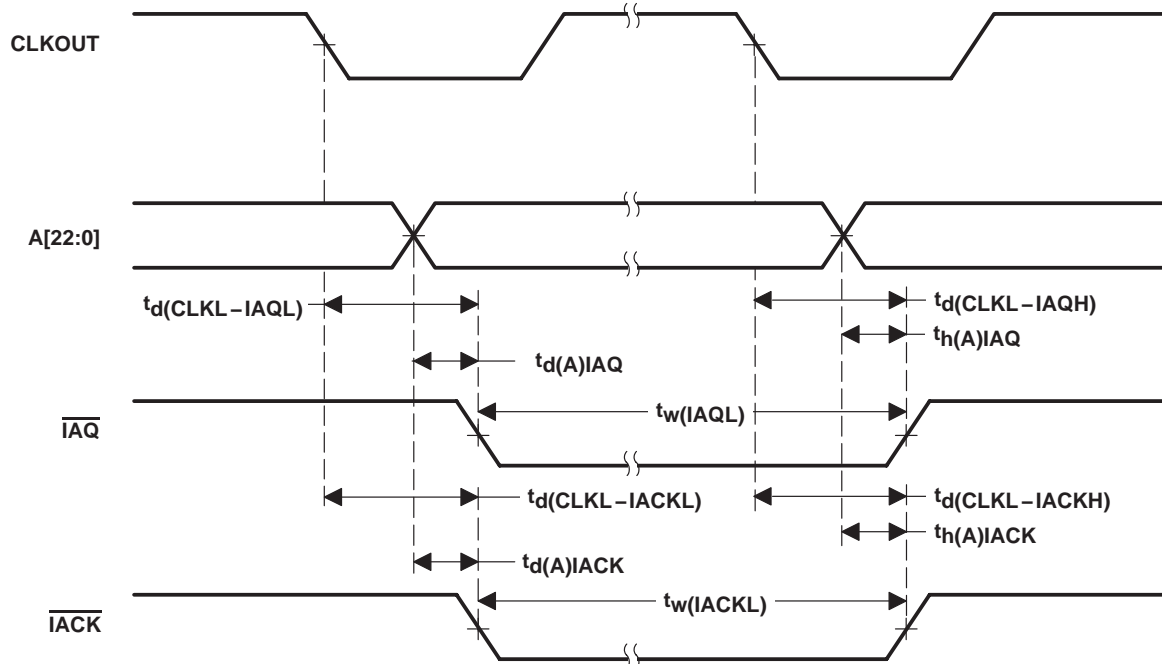 CLKOUT
A[22:0]
td(CLKL−IAQL)
td(CLKL−IAQH)
th(A)IAQ
td(A)IAQ
IAQ
tw(IAQL)
td(CLKL−IACKL)
td(CLKL−IACKH)
th(A)IACK
td(A)IACK
IACK
tw(IACKL)